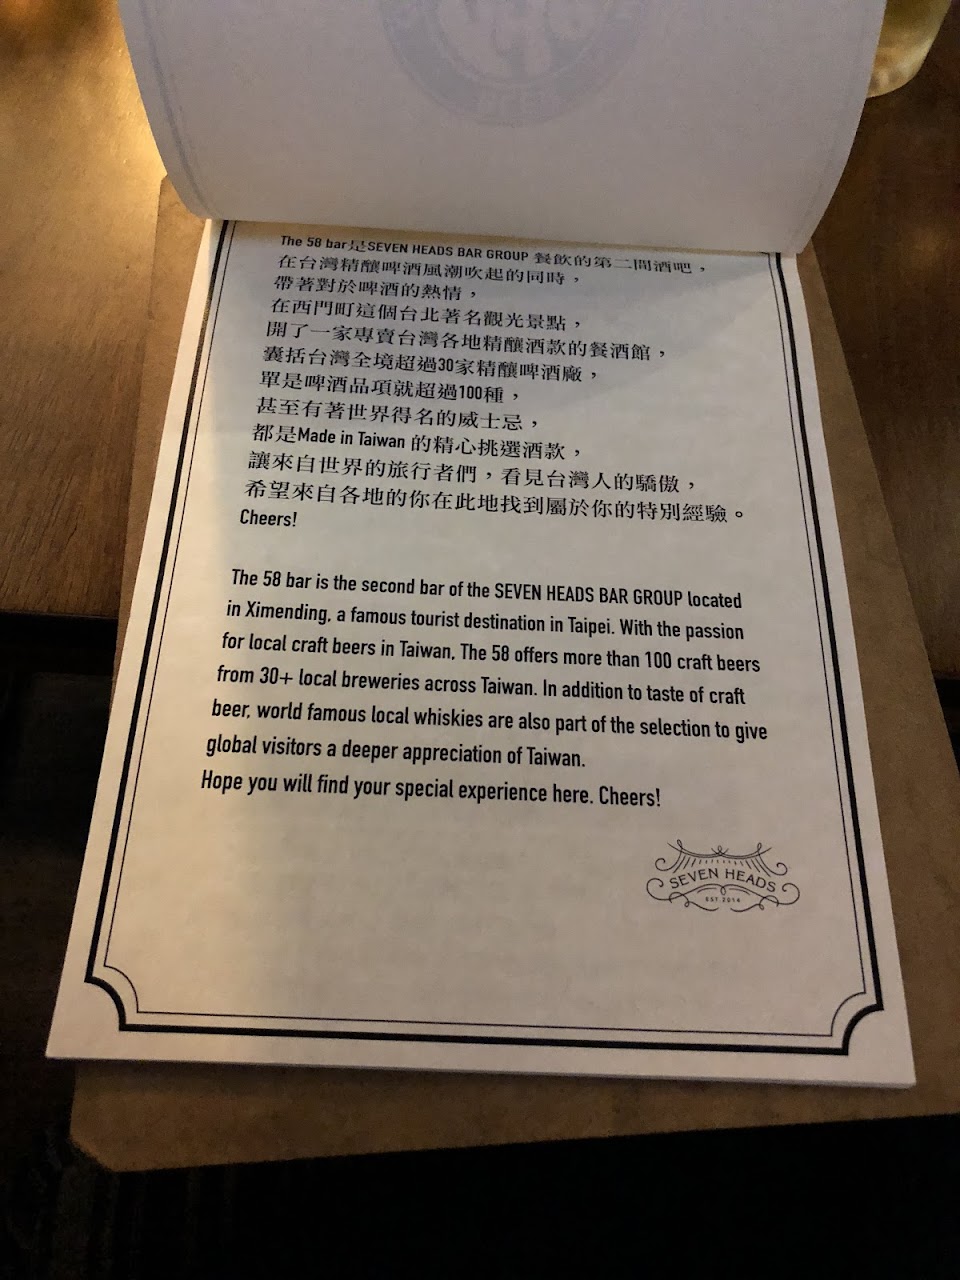 The 58 bar是SEVEN HEADS BAR GROUP 餐飲的第二間酒吧，
在台灣精釀啤酒風潮吹起的同時，
帶著對於啤酒的熱情，
在西門町這個台北著名觀光景點，
開了一家專賣台灣各地精釀酒款的餐酒館，
囊括台灣全境超過30家精釀啤酒廠，
單是啤酒品項就超過100種，
甚至有著世界得名的威士忌，
都是Made in Taiwan 的精心挑選酒款，
讓來自世界的旅行者們，看見台灣人的驕傲，
希望來自各地的你在此地找到屬於你的特別經驗。
Cheers!
The 58 bar is the second bar of the SEVEN HEADS BAR GROUP located
in Ximending, a famous tourist destination in Taipei. With the passion
for local craft beers in Taiwan, The 58 offers more than 100 craft beers
from 30+ local breweries across Taiwan. In addition to taste of craft
beer, world famous local whiskies are also part of the selection to give
global visitors a deeper appreciation of Taiwan.
Hope you will find your special experience here. Cheers!
SEVEN HEADS
EST 2014